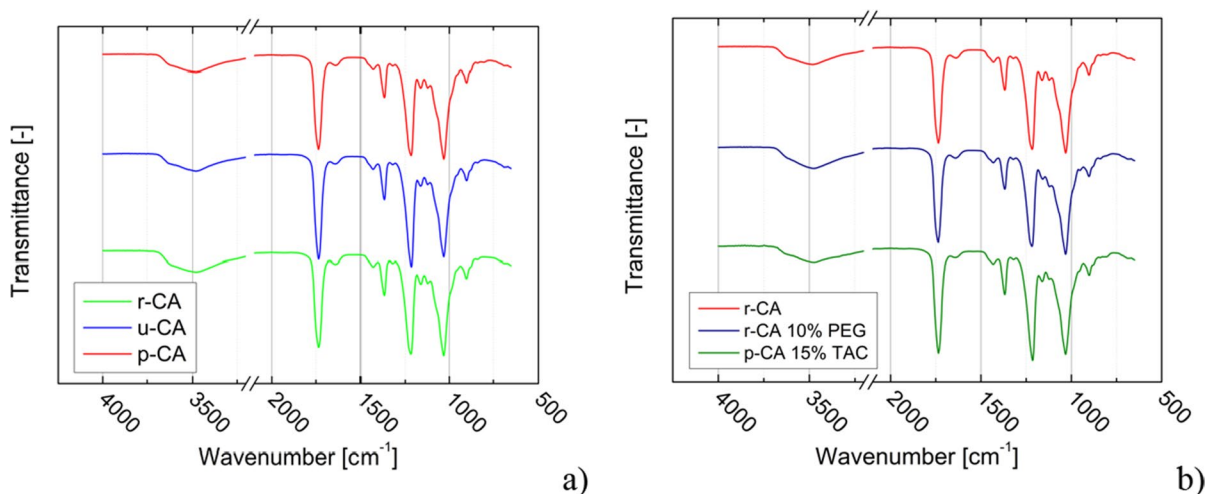 Transmittance [-]
r-CA
u-CA
p-CA
4000
3500
2000
1500
1000
500
Wavenumber [cm⁻¹]
a)
Transmittance [-]
r-CA
r-CA 10% PEG
p-CA 15% TAC
4000
3500
2000
1500
1000
500
Wavenumber [cm⁻¹]
b)